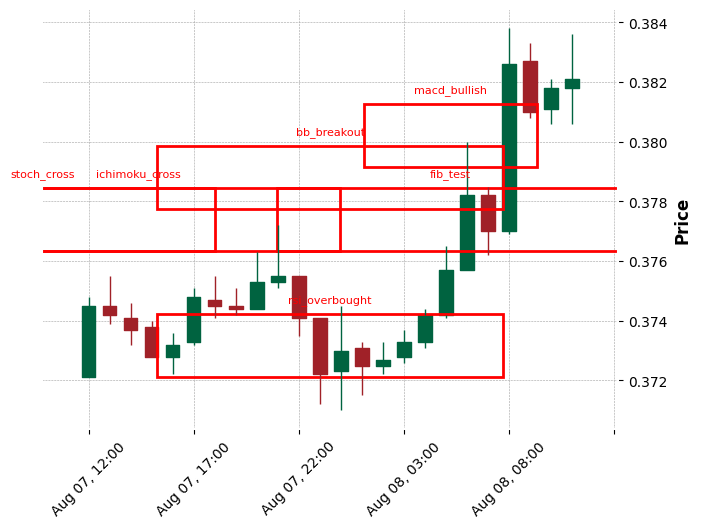 0.384
macd_bullish
0.382
bb_breakout
0.380
stoch_cross
ichimoku_cross
fib_test
0.378
Price
0.376
0.374
0.372
Aug 07, 12:00
Aug 07, 17:00
Aug 07, 22:00
Aug 08, 03:00
Aug 08, 08:00